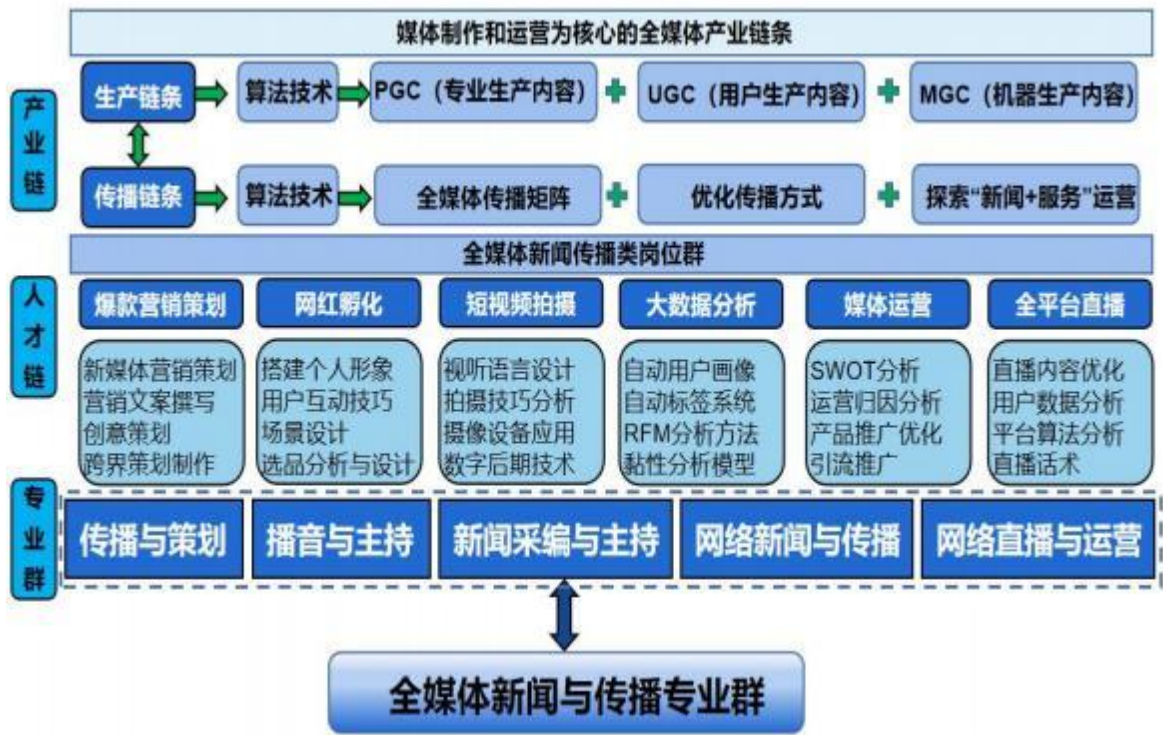 媒体制作和运营为核心的全媒体产业链条
产业链
生产链条
算法技术
PGC（专业生产内容）
UGC（用户生产内容）
MGC（机器生产内容）
传播链条
算法技术
全媒体传播矩阵
优化传播方式
探索“新闻+服务”运营
全媒体新闻传播类岗位群
人才链
爆款营销策划
网红孵化
短视频拍摄
大数据分析
媒体运营
全平台直播
新媒体营销策划
营销文案撰写
创意策划
跨界策划制作
搭建个人形象
用户互动技巧
场景设计
选品分析与设计
视听语言设计
拍摄技巧分析
摄像设备应用
数字后期技术
自动用户画像
自动标签系统
RFM分析方法
黏性分析模型
SWOT分析
运营归因分析
产品推广优化
引流推广
直播内容优化
用户数据分析
平台算法分析
直播话术
专业群
传播与策划
播音与主持
新闻采编与主持
网络新闻与传播
网络直播与运营
全媒体新闻与传播专业群